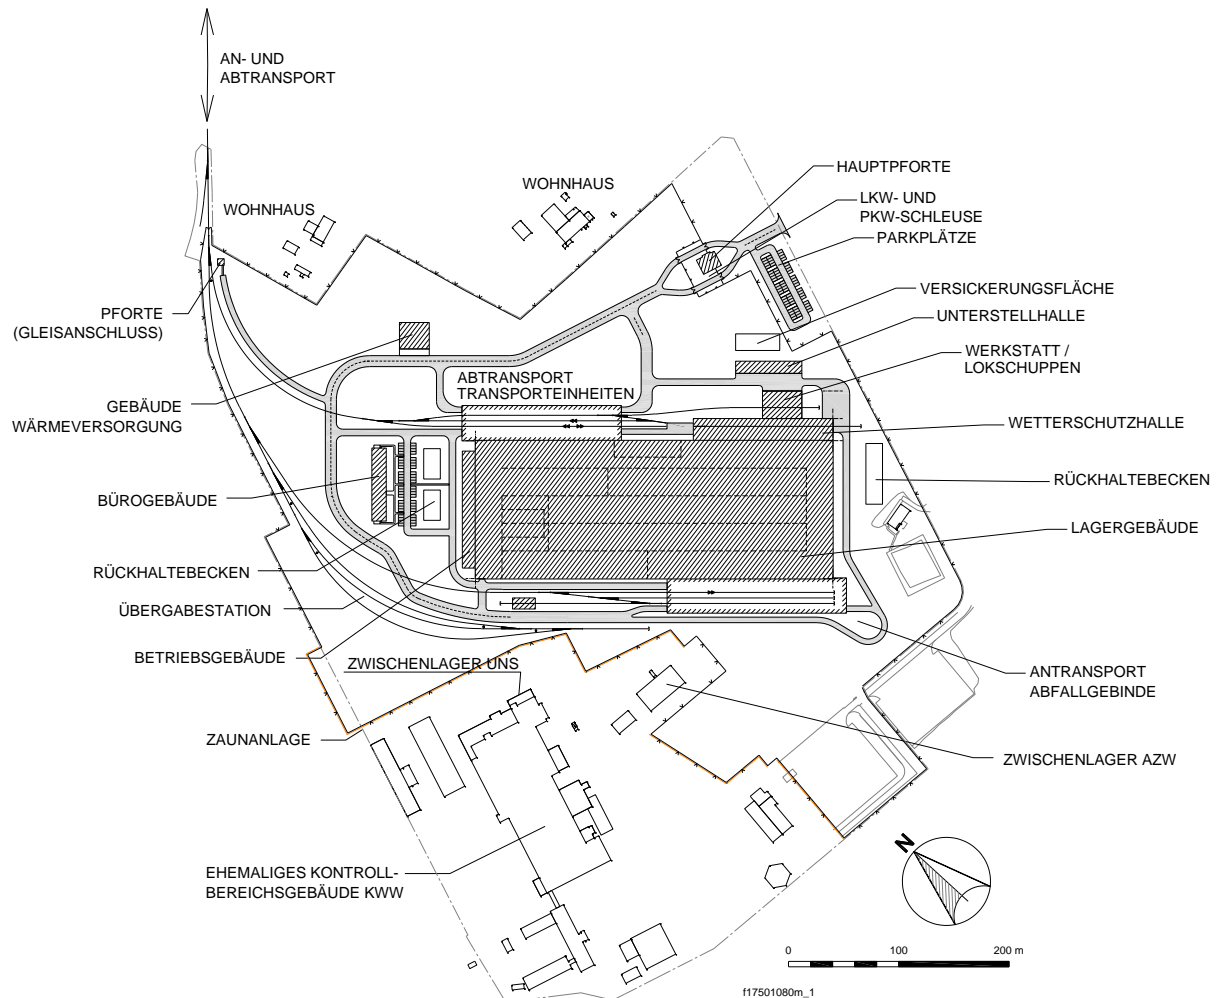 AN- UND
ABTRANSPORT
WOHNHAUS
WOHNHAUS
HAUPTPFORTE
LKW- UND
PKW-SCHLEUSE
PARKPLÄTZE
VERSICKERUNGSFLÄCHE
UNTERSTELLHALLE
WERKSTATT /
LOKSCHUPPEN
WETTERSCHUTZHALLE
RÜCKHALTEBECKEN
LAGERGEBÄUDE
PFORTE
(GLEISANSCHLUSS)
GEBÄUDE
WÄRMEVERSORGUNG
ABTRANSPORT
TRANSPORTEINHEITEN
BÜROGEBÄUDE
RÜCKHALTEBECKEN
ÜBERGABESTATION
BETRIEBSGEBÄUDE
ZWISCHENLAGER UNS
ZAUNANLAGE
ANTRANSPORT
ABFALLGEBINDE
ZWISCHENLAGER AZW
EHEMALIGES KONTROLL-
BEREICHSGEBÄUDE KWW
N
0 100 200 m
f17501080m_1